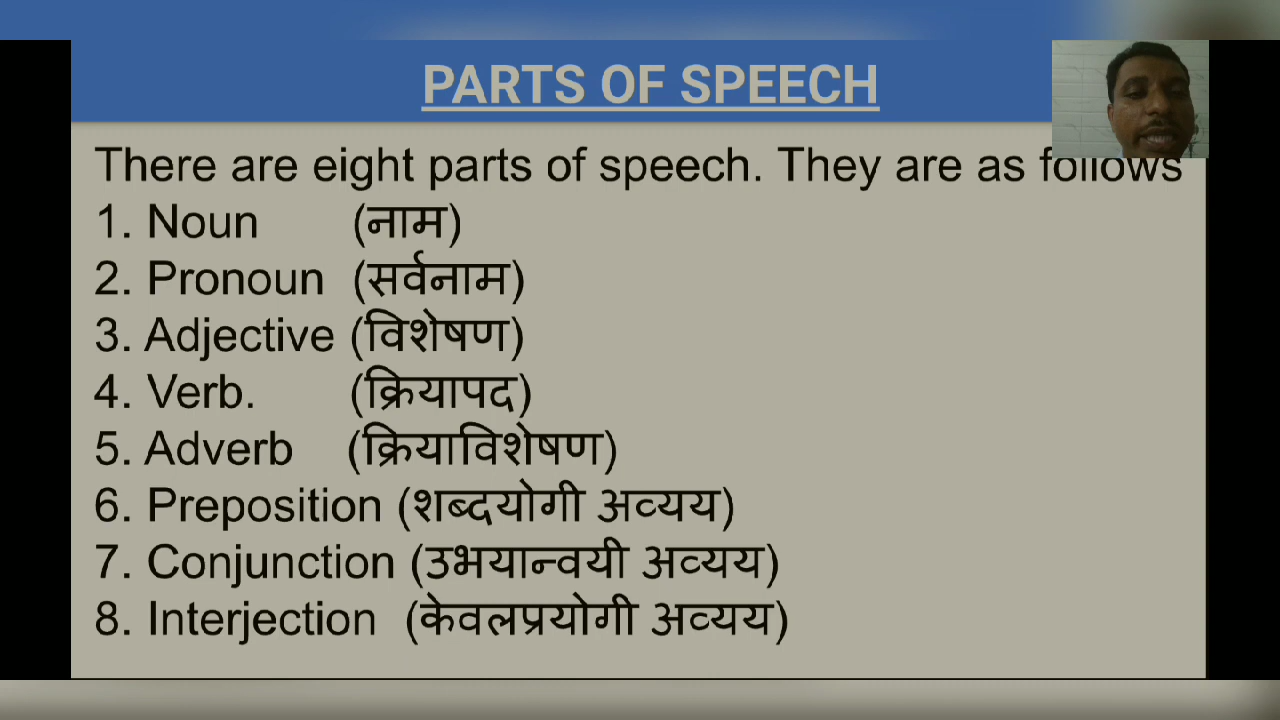 PARTS OF SPEECH
There are eight parts of speech. They are as follows
1. Noun (नाम)
2. Pronoun (सर्वनाम)
3. Adjective (विशेषण)
4. Verb. (क्रियापद)
5. Adverb (क्रियाविशेषण)
6. Preposition (शब्दयोगी अव्यय)
7. Conjunction (उभयान्वयी अव्यय)
8. Interjection (केवलप्रयोगी अव्यय)